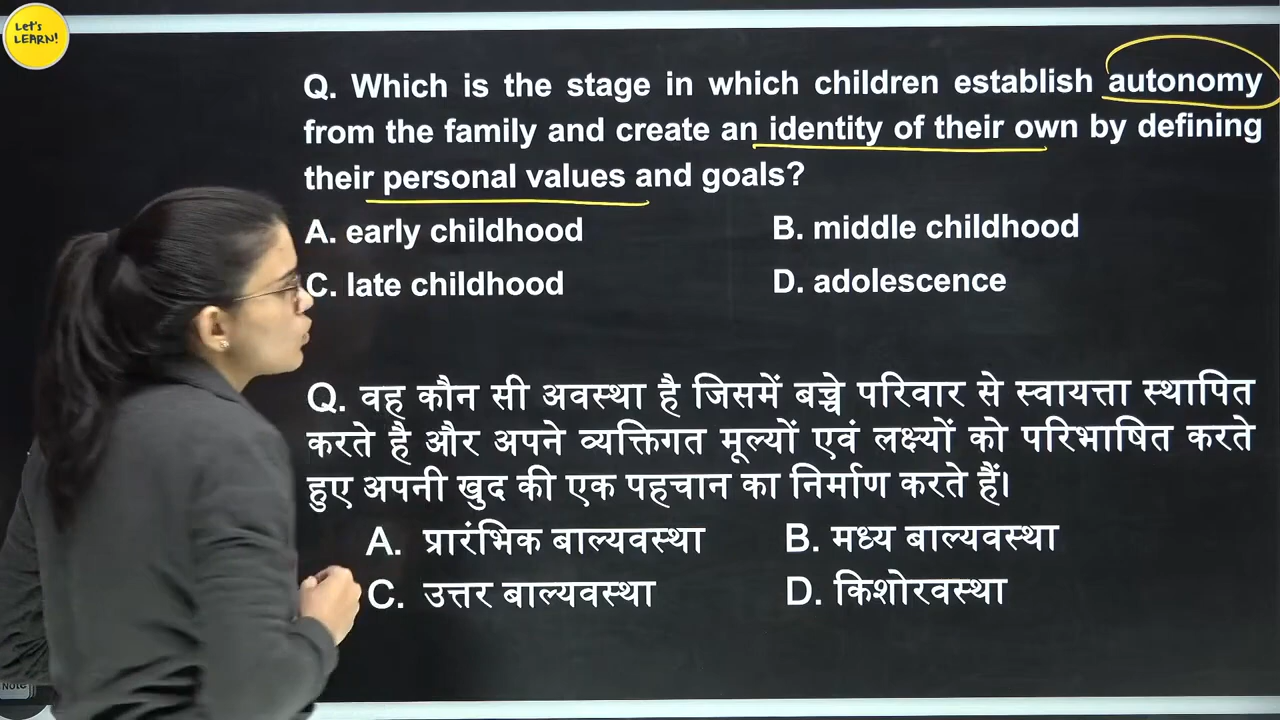 Let's
LEARN!
Q. Which is the stage in which children establish autonomy
from the family and create an identity of their own by defining
their personal values and goals?
A. early childhood
B. middle childhood
C. late childhood
D. adolescence
Q. वह कौन सी अवस्था है जिसमें बच्चे परिवार से स्वायत्ता स्थापित
करते है और अपने व्यक्तिगत मूल्यों एवं लक्ष्यों को परिभाषित करते
हुए अपनी खुद की एक पहचान का निर्माण करते हैं।
A. प्रारंभिक बाल्यवस्था
B. मध्य बाल्यवस्था
C. उत्तर बाल्यवस्था
D. किशोरवस्था
Note